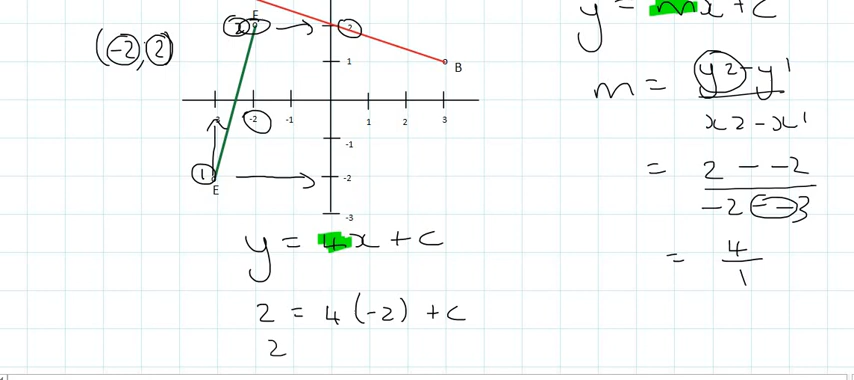 y = mx + c
F
2 2
(-2, 2)
1
B
m = y2 - y1
x2 - x1
-3 -2 -1 1 2 3
-1
= 2 - -2
-2 - -3
1
-2
E
-3
y = 4x + c
= 4
1
2 = 4(-2) + c
2